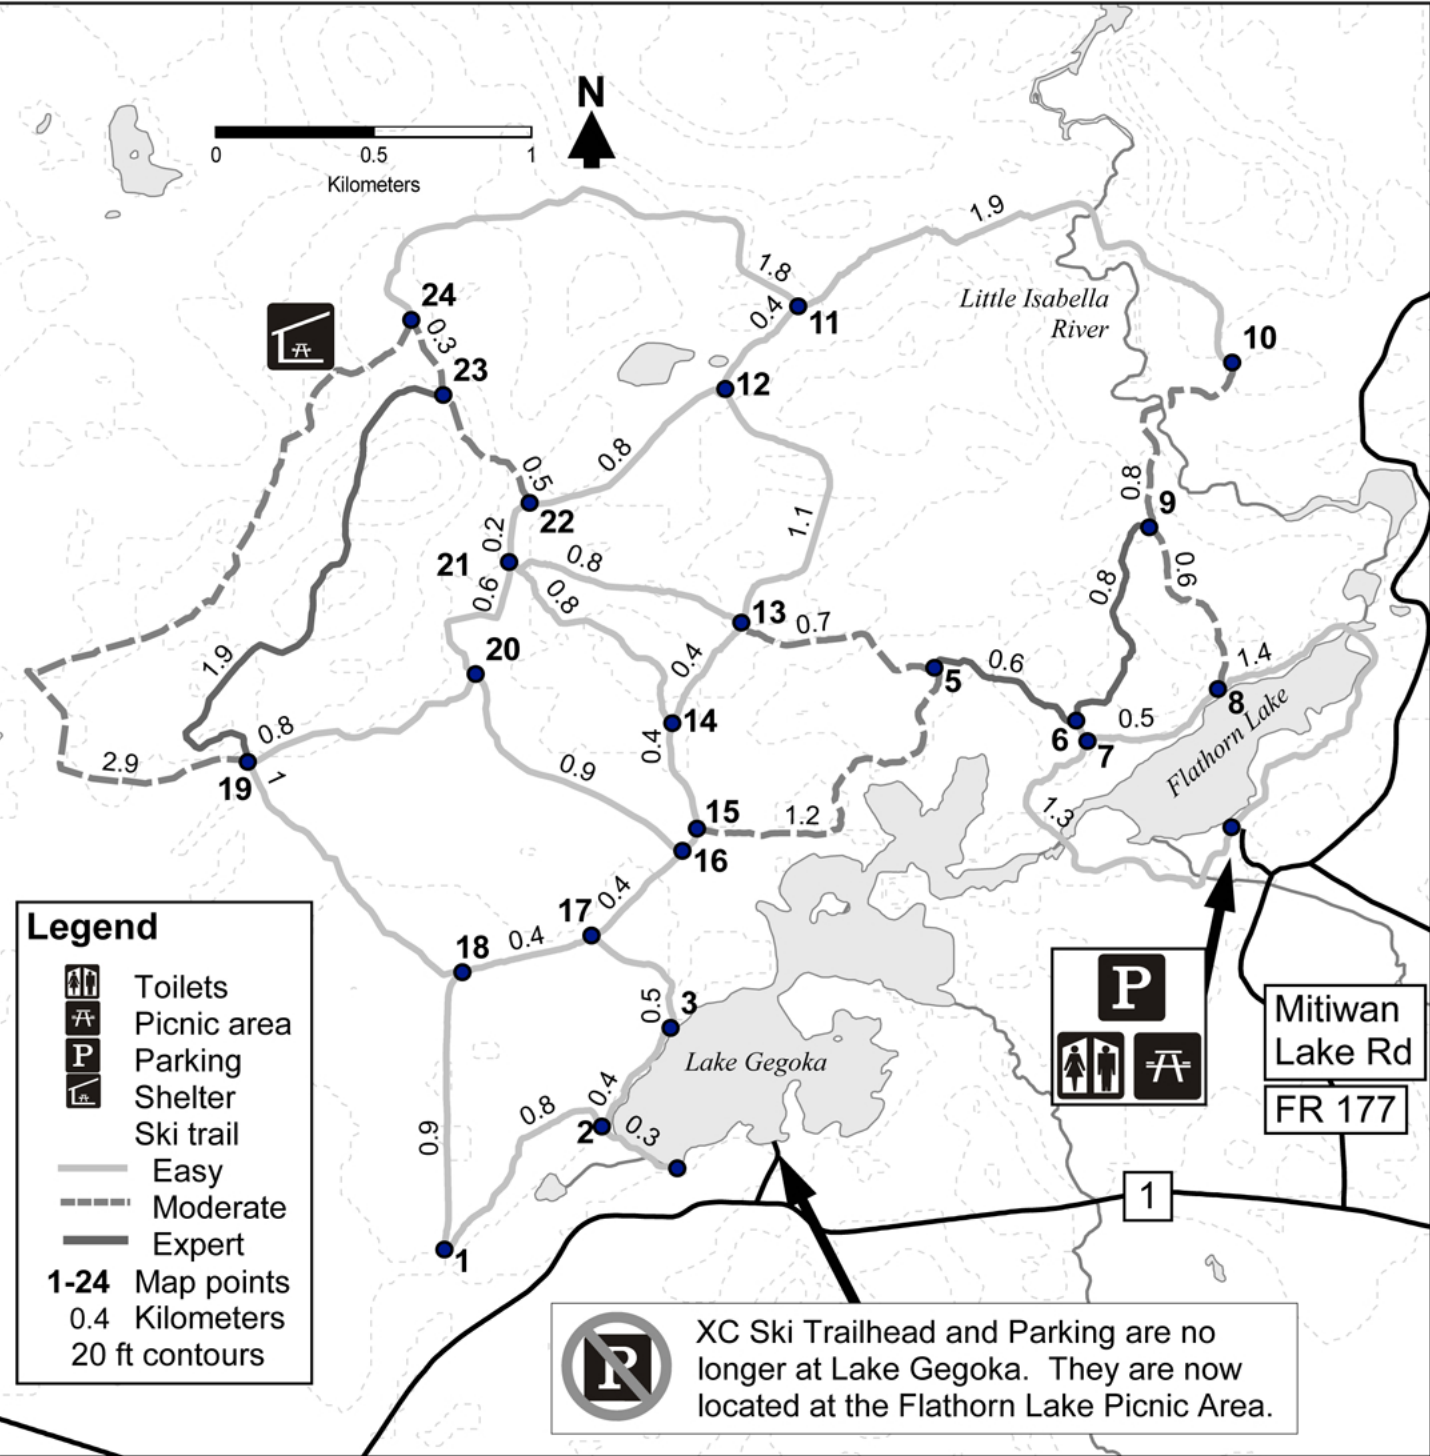 N
0 0.5 1
Kilometers
1.9
1.8
24
0.4
11
Little Isabella
River
0.3
10
23
12
0.8
0.5
0.8
22
1.1
9
0.2
21
0.8
0.8
0.6
0.6
0.8
13
0.7
1.9
20
0.4
0.6
5
1.4
8
14
0.5
6
7
Flathorn Lake
0.8
0.4
2.9
19
1
0.9
15
1.2
1.3
16
0.4
17
18
0.4
0.5
3
Lake Gegoka
0.4
0.8
2
0.3
0.9
1
Legend
Toilets
Picnic area
P Parking
Shelter
Ski trail
Easy
Moderate
Expert
1-24 Map points
0.4 Kilometers
20 ft contours
P
Mitiwan
Lake Rd
FR 177
1
P
XC Ski Trailhead and Parking are no
longer at Lake Gegoka. They are now
located at the Flathorn Lake Picnic Area.